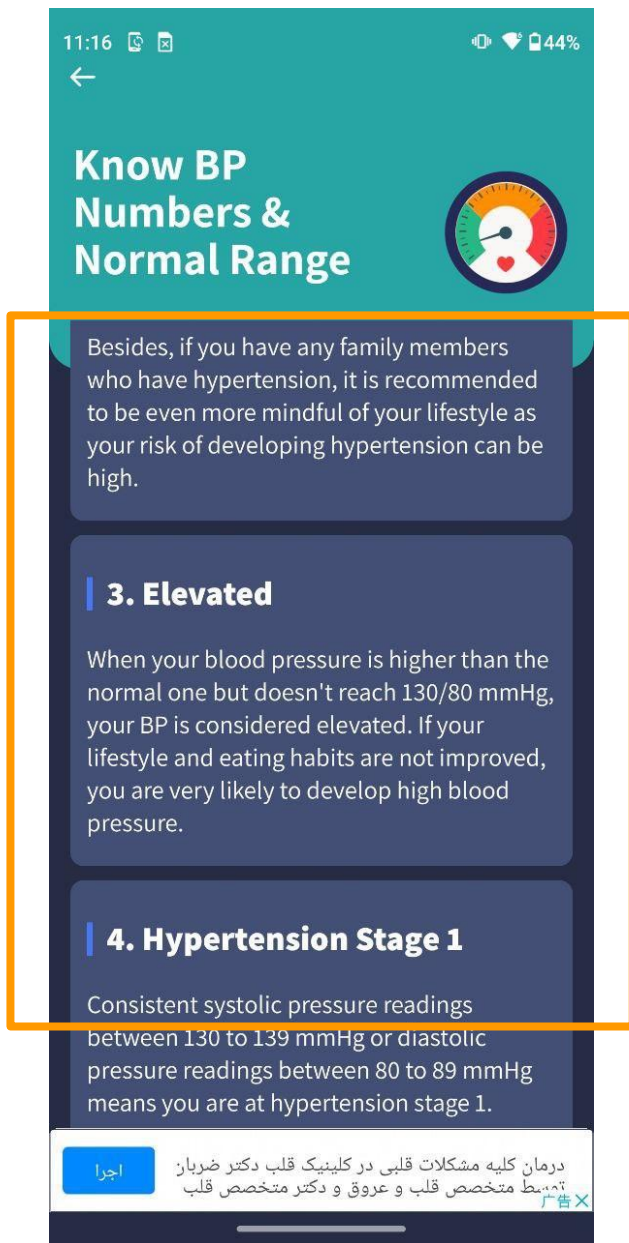 11:16
44%
Know BP
Numbers &
Normal Range
Besides, if you have any family members
who have hypertension, it is recommended
to be even more mindful of your lifestyle as
your risk of developing hypertension can be
high.
3. Elevated
When your blood pressure is higher than the
normal one but doesn't reach 130/80 mmHg,
your BP is considered elevated. If your
lifestyle and eating habits are not improved,
you are very likely to develop high blood
pressure.
4. Hypertension Stage 1
Consistent systolic pressure readings
between 130 to 139 mmHg or diastolic
pressure readings between 80 to 89 mmHg
means you are at hypertension stage 1.
درمان کلیه مشکلات قلبی در کلینیک قلب دکتر ضربان
توسط متخصص قلب و عروق و دکتر متخصص قلب
اجرا
广告